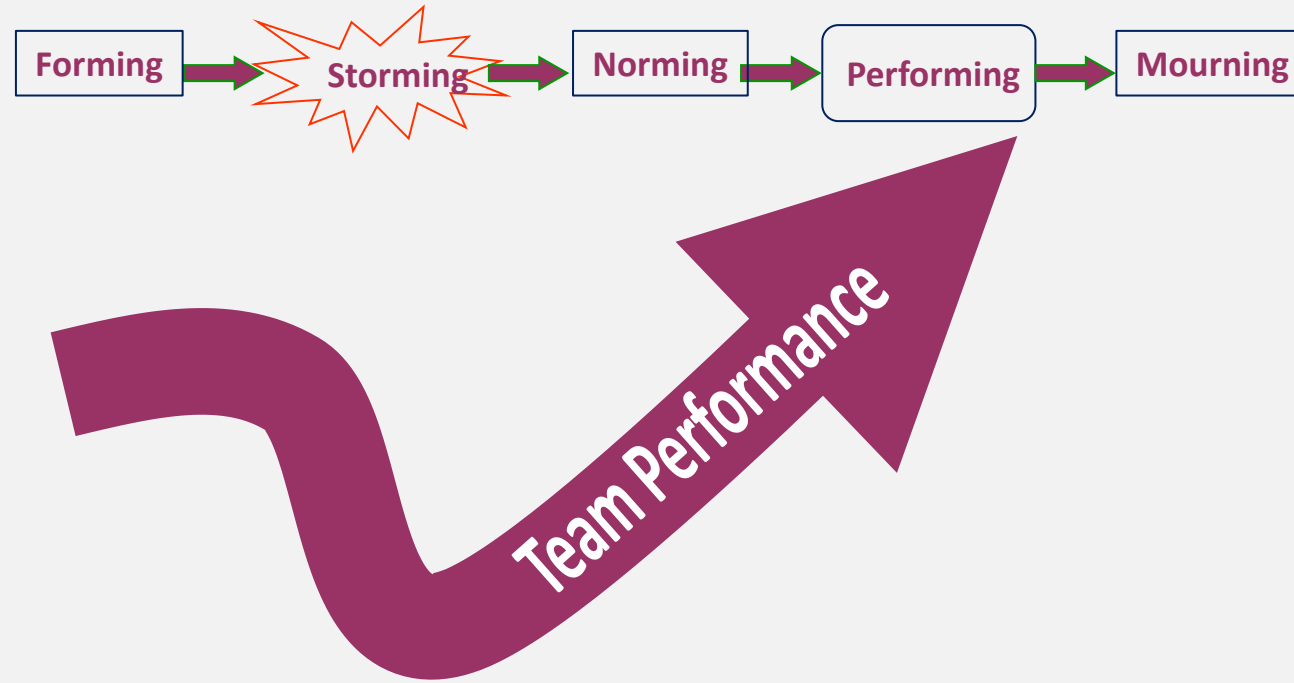 Forming
Storming
Norming
Performing
Mourning
Team Performance